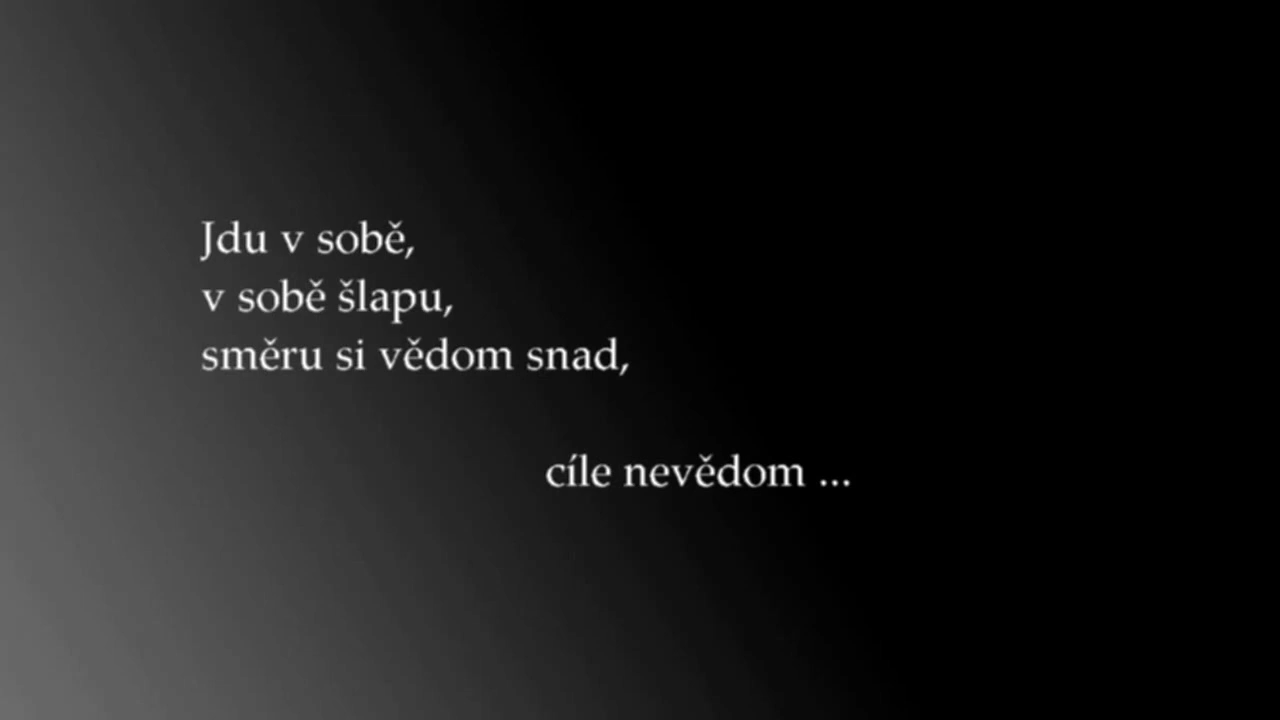 Jdu v sobě,
v sobě šlapu,
směru si vědom snad,
cíle nevědom ...